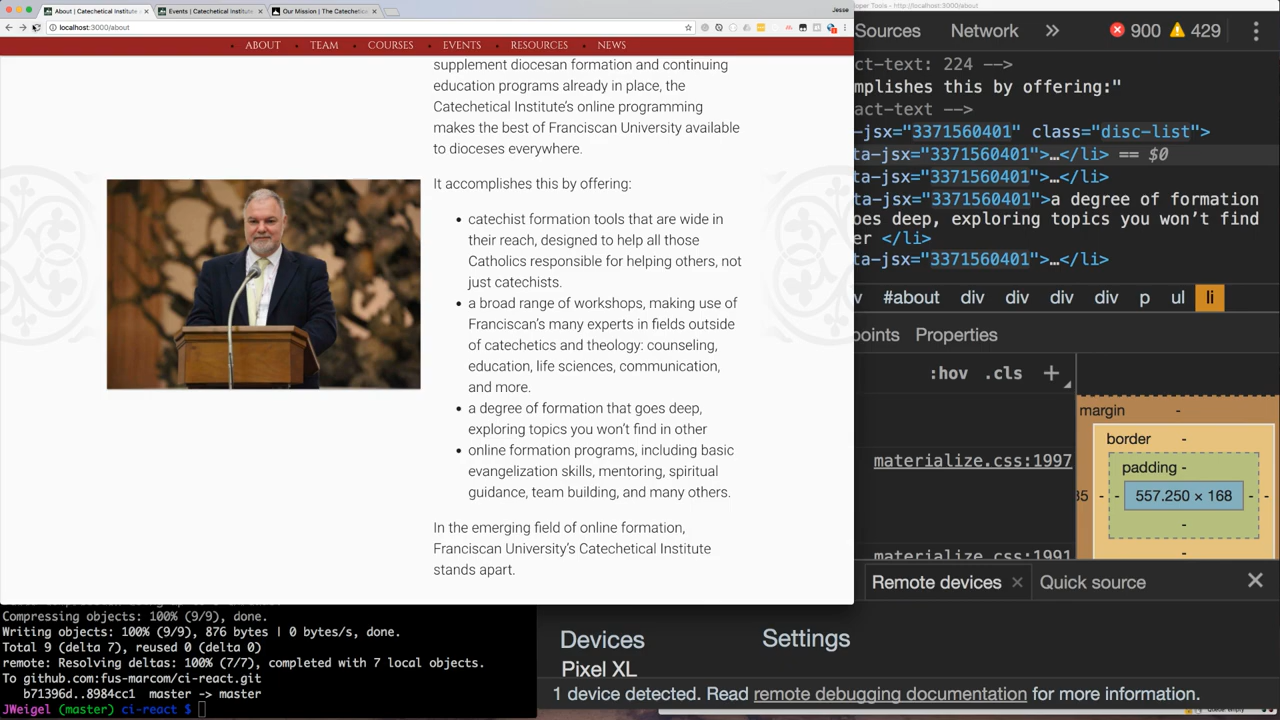 About | Catechetical Institute
Events | Catechetical Institute
Our Mission | The Catechetic
Jesse
localhost:3000/about
ABOUT TEAM COURSES EVENTS RESOURCES NEWS
supplement diocesan formation and continuing
education programs already in place, the
Catechetical Institute's online programming
makes the best of Franciscan University available
to dioceses everywhere.
It accomplishes this by offering:
• catechist formation tools that are wide in
their reach, designed to help all those
Catholics responsible for helping others, not
just catechists.
• a broad range of workshops, making use of
Franciscan's many experts in fields outside
of catechetics and theology: counseling,
education, life sciences, communication,
and more.
• a degree of formation that goes deep,
exploring topics you won't find in other
• online formation programs, including basic
evangelization skills, mentoring, spiritual
guidance, team building, and many others.
In the emerging field of online formation,
Franciscan University's Catechetical Institute
stands apart.
Compressing objects: 100% (9/9), done.
Writing objects: 100% (9/9), 876 bytes | 0 bytes/s, done.
Total 9 (delta 7), reused 0 (delta 0)
remote: Resolving deltas: 100% (7/7), completed with 7 local objects.
To github.com:fus-marcom/ci-react.git
b71396d..8984cc1 master -> master
JWeigel (master) ci-react $
oper Tools - http://localhost:3000/about
ources Network » 900 429
ct-text: 224 -->
mplishes this by offering:"
act-text -->
-jsx="3371560401" class="disc-list">
ta-jsx="3371560401">…</li> == $0
ta-jsx="3371560401">…</li>
ta-jsx="3371560401">a degree of formation
oes deep, exploring topics you won't find
er </li>
ta-jsx="3371560401">…</li>
v #about div div div p ul li
points Properties
:hov .cls +
margin -
border -
materialize.css:1997
padding -
35 - - 557.250 × 168 - -
-
-
materialize.css:1991
Remote devices × Quick source
Devices Settings
Pixel XL
1 device detected. Read remote debugging documentation for more information.
Queue: empty